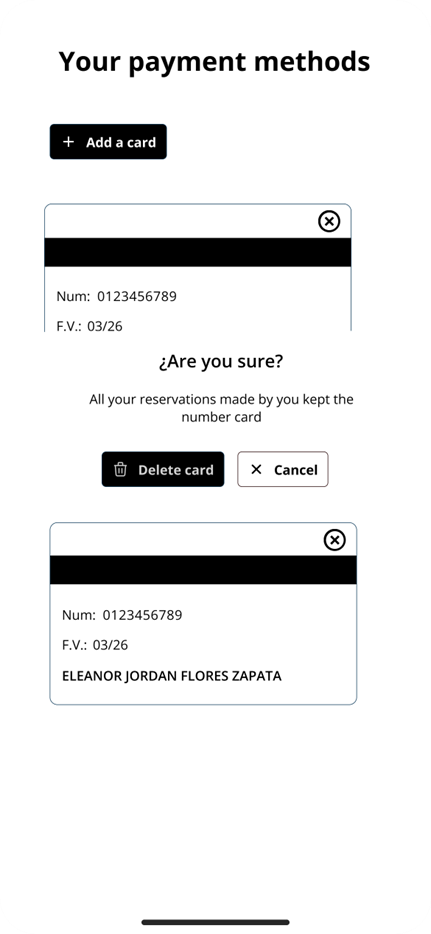 Your payment methods
Add a card
Num: 0123456789
F.V.: 03/26
¿Are you sure?
All your reservations made by you kept the
number card
Delete card
Cancel
Num: 0123456789
F.V.: 03/26
ELEANOR JORDAN FLORES ZAPATA